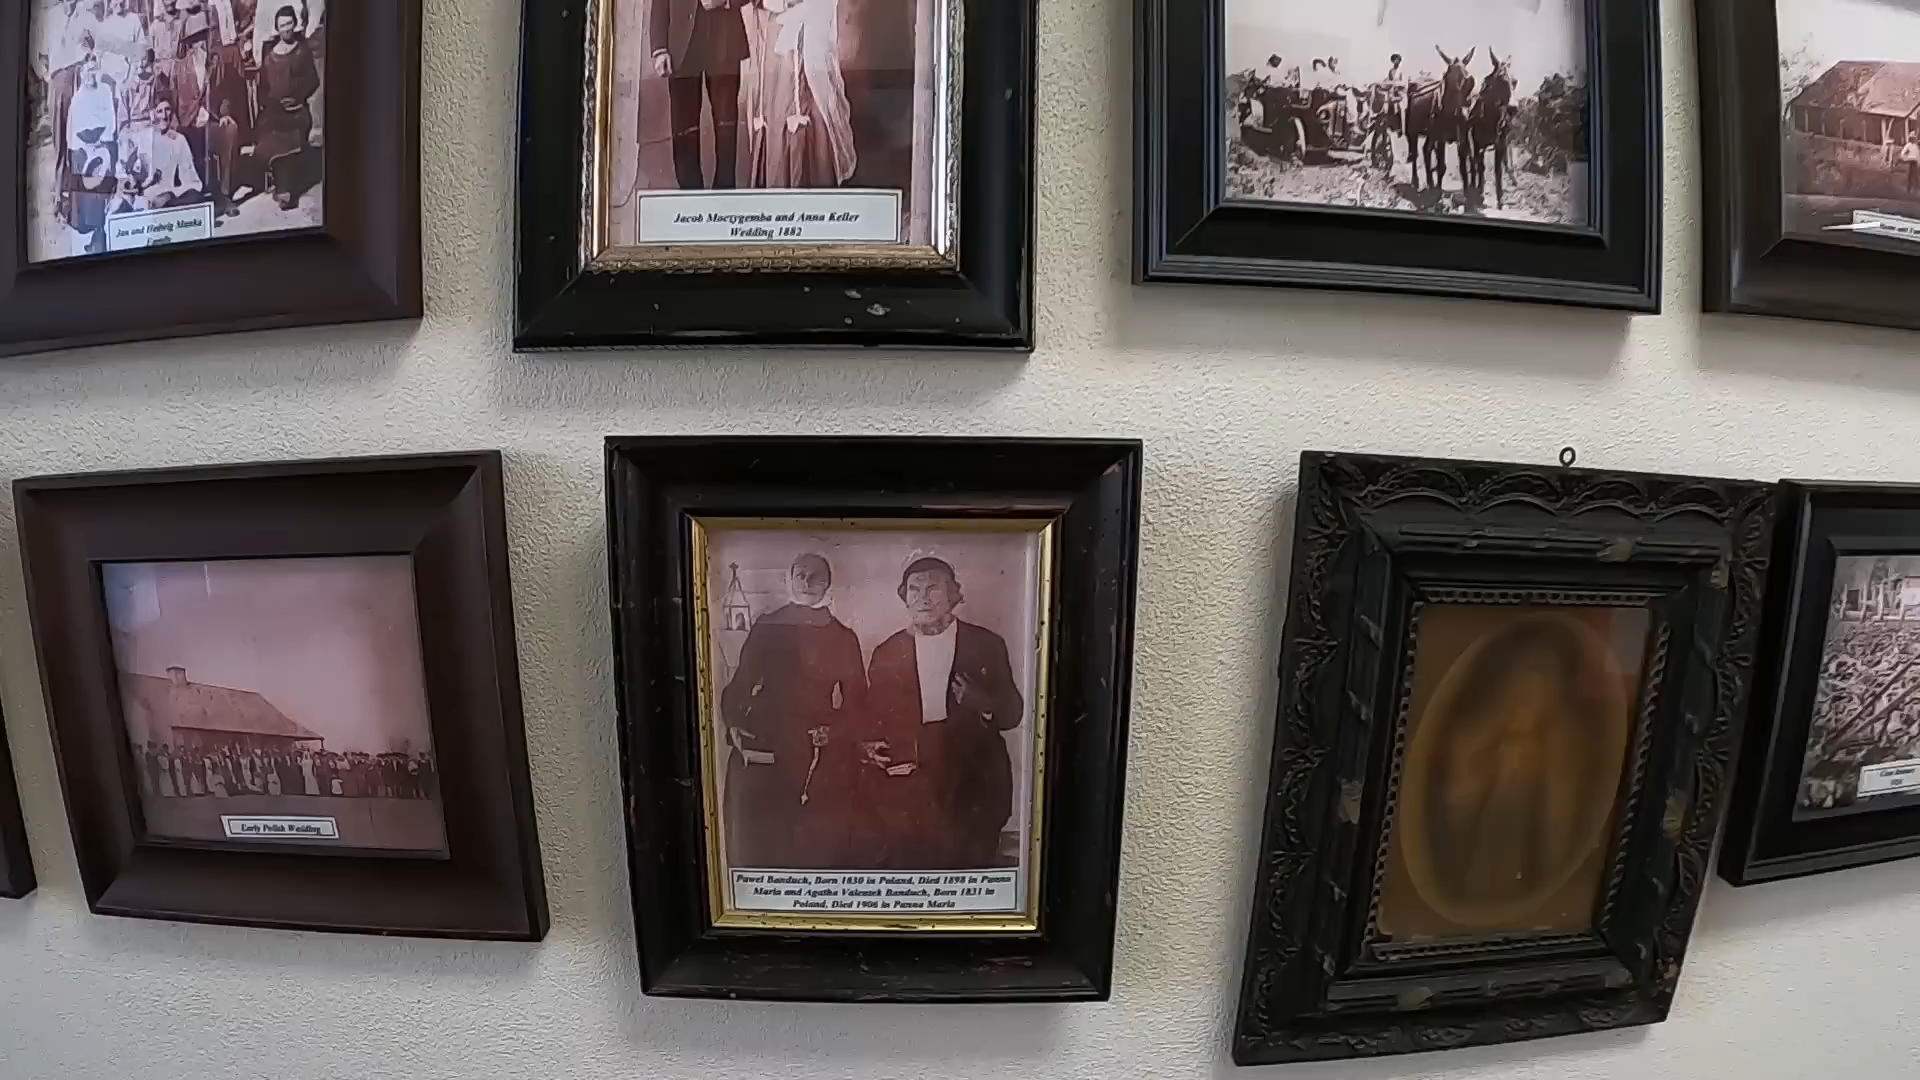 Jan and Hedwig Manka
Family
Jacob Moczygemba and Anna Keller
Wedding 1882
Early Polish Wedding
Pawel Banduch, Born 1830 in Poland, Died 1898 in Panna
Maria and Agatha Valentek Banduch, Born 1831 in
Poland, Died 1906 in Panna Maria